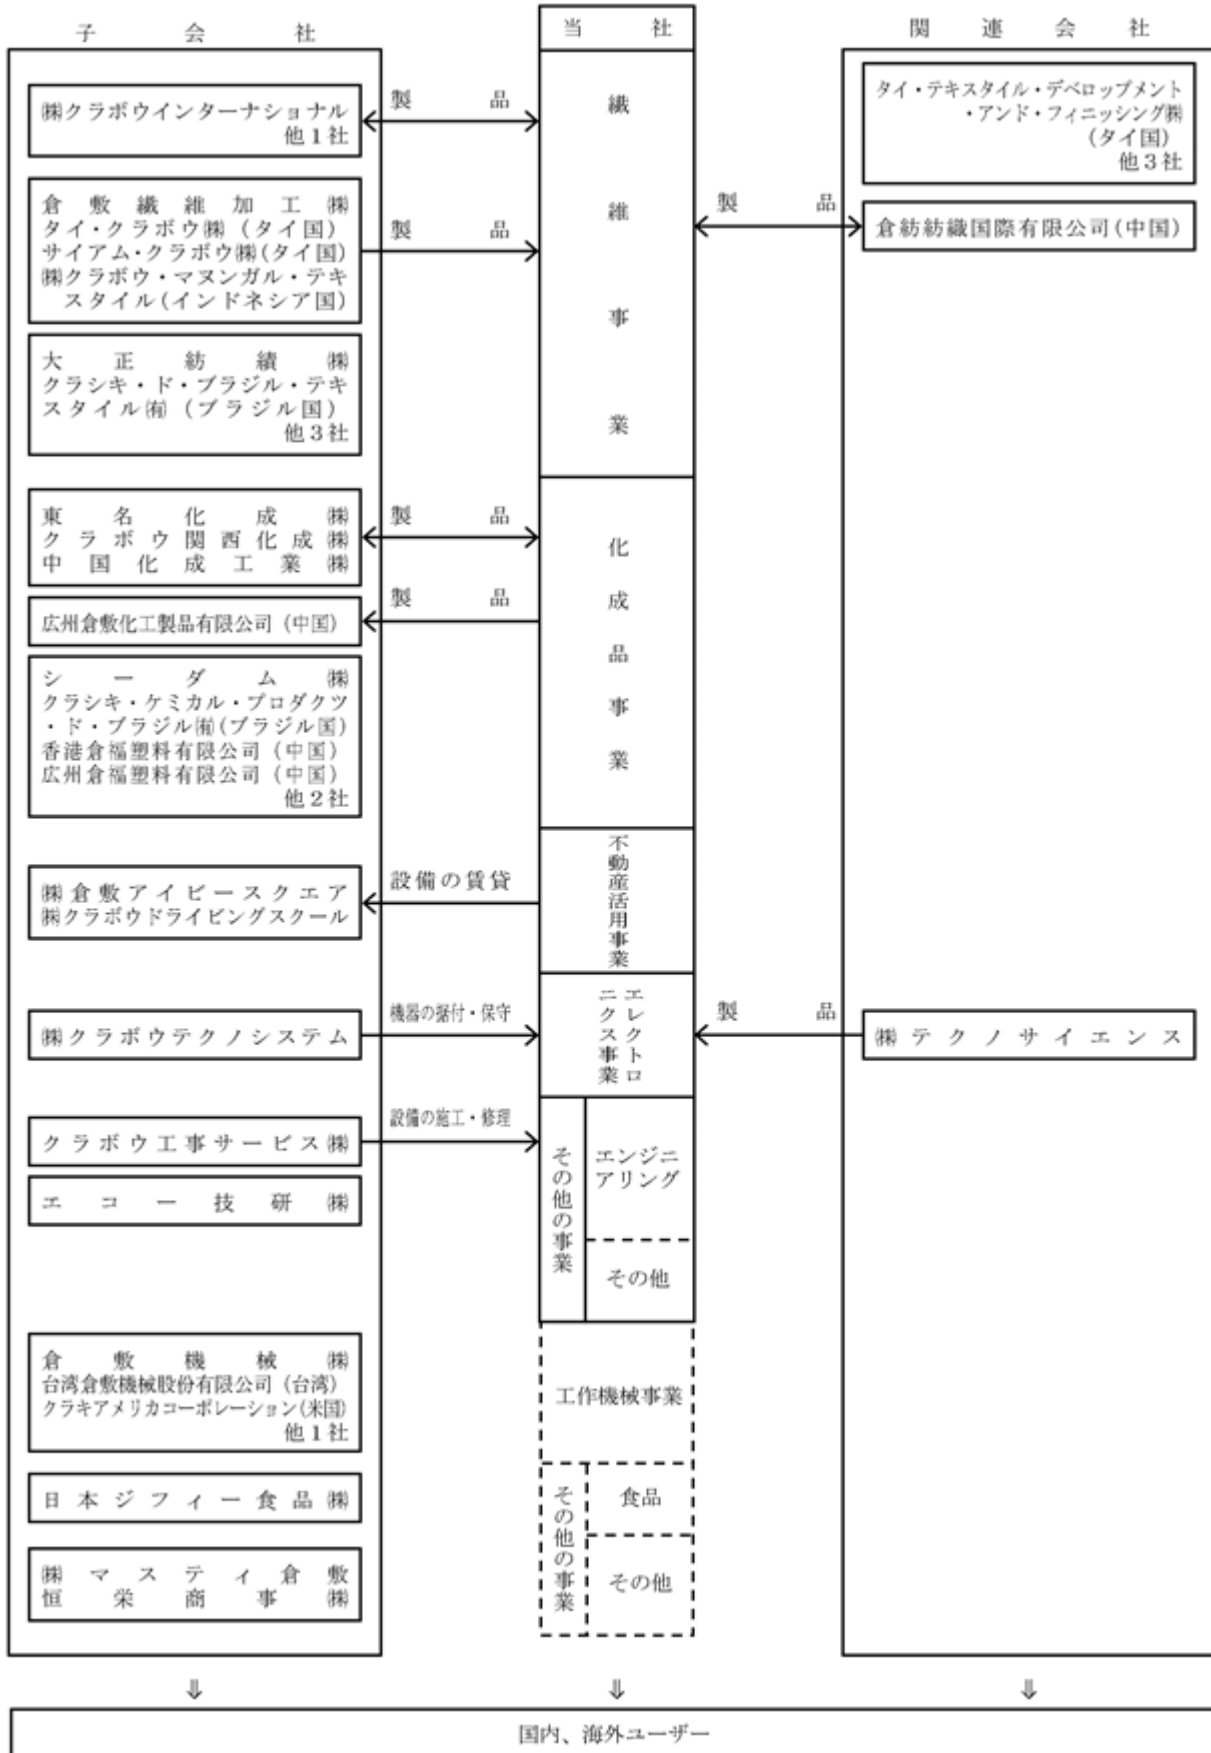 子会社
㈱クラボウインターナショナル
他1社
倉敷繊維加工㈱
タイ・クラボウ㈱(タイ国)
サイアム・クラボウ㈱(タイ国)
㈱クラボウ・マヌンガル・テキ
スタイル(インドネシア国)
大正紡績㈱
クラシキ・ド・ブラジル・テキ
スタイル㈲(ブラジル国)
他3社
東名化成㈱
クラボウ関西化成㈱
中国化成工業㈱
広州倉敷化工製品有限公司(中国)
シーダム㈱
クラシキ・ケミカル・プロダクツ
・ド・ブラジル㈲(ブラジル国)
香港倉福塑料有限公司(中国)
広州倉福塑料有限公司(中国)
他2社
㈱倉敷アイビースクエア
㈱クラボウドライビングスクール
㈱クラボウテクノシステム
クラボウ工事サービス㈱
エコー技研㈱
倉敷機械㈱
台湾倉敷機械股份有限公司(台湾)
クラキアメリカコーポレーション(米国)
他1社
日本ジフィー食品㈱
㈱マスティ倉敷
恒栄商事㈱
製品
製品
製品
製品
設備の賃貸
機器の据付・保守
設備の施工・修理
当社
繊維事業
化成品事業
不動産活用事業
エレクトロ
ニクス事業
その他の事業
エンジニ
アリング
その他
工作機械事業
その他の事業
食品
その他
製品
製品
関連会社
タイ・テキスタイル・デベロップメント
・アンド・フィニッシング㈱
(タイ国)
他3社
倉紡紡織国際有限公司(中国)
㈱テクノサイエンス
⇓
⇓
⇓
国内、海外ユーザー